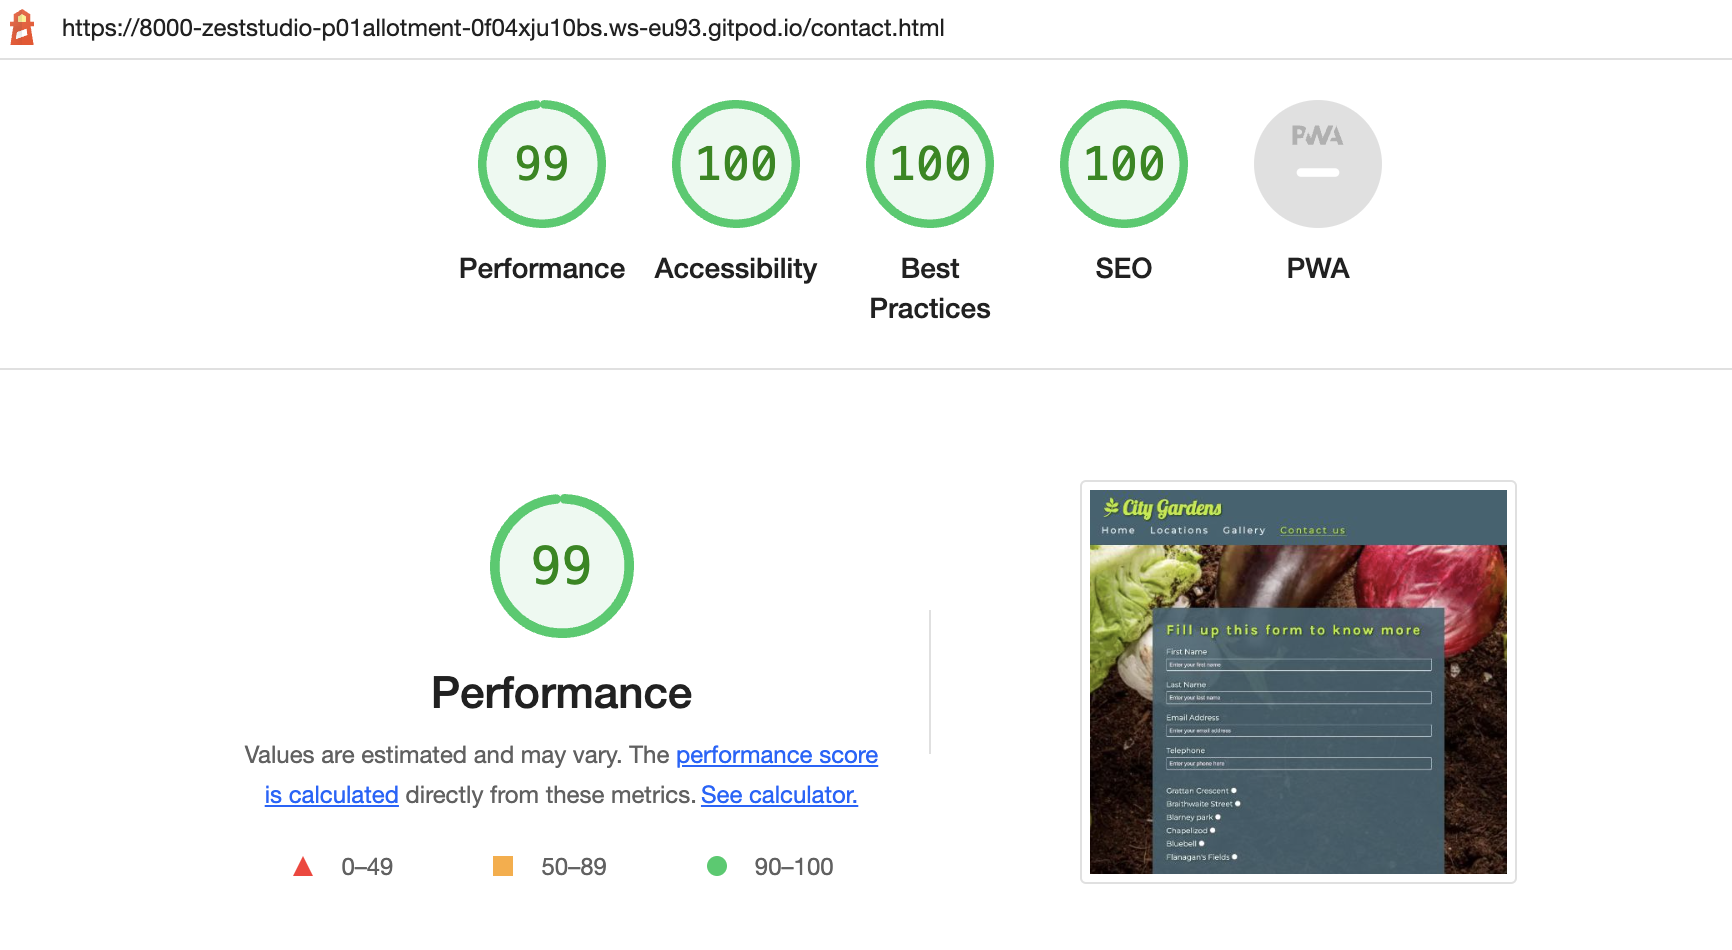 https://8000-zeststudio-p01allotment-0f04xju10bs.ws-eu93.gitpod.io/contact.html
99
100
100
100
PWA
Performance
Accessibility
Best
Practices
SEO
PWA
99
Performance
Values are estimated and may vary. The performance score
is calculated directly from these metrics. See calculator.
0–49
50–89
90–100
City Gardens
Home
Locations
Gallery
Contact us
Fill up this form to know more
First Name
Enter your first name
Last Name
Enter your last name
Email Address
Enter your email address
Telephone
Enter your phone here
Grattan Crescent
Braithwaite Street
Blarney park
Chapelizod
Bluebell
Flanagan's Fields